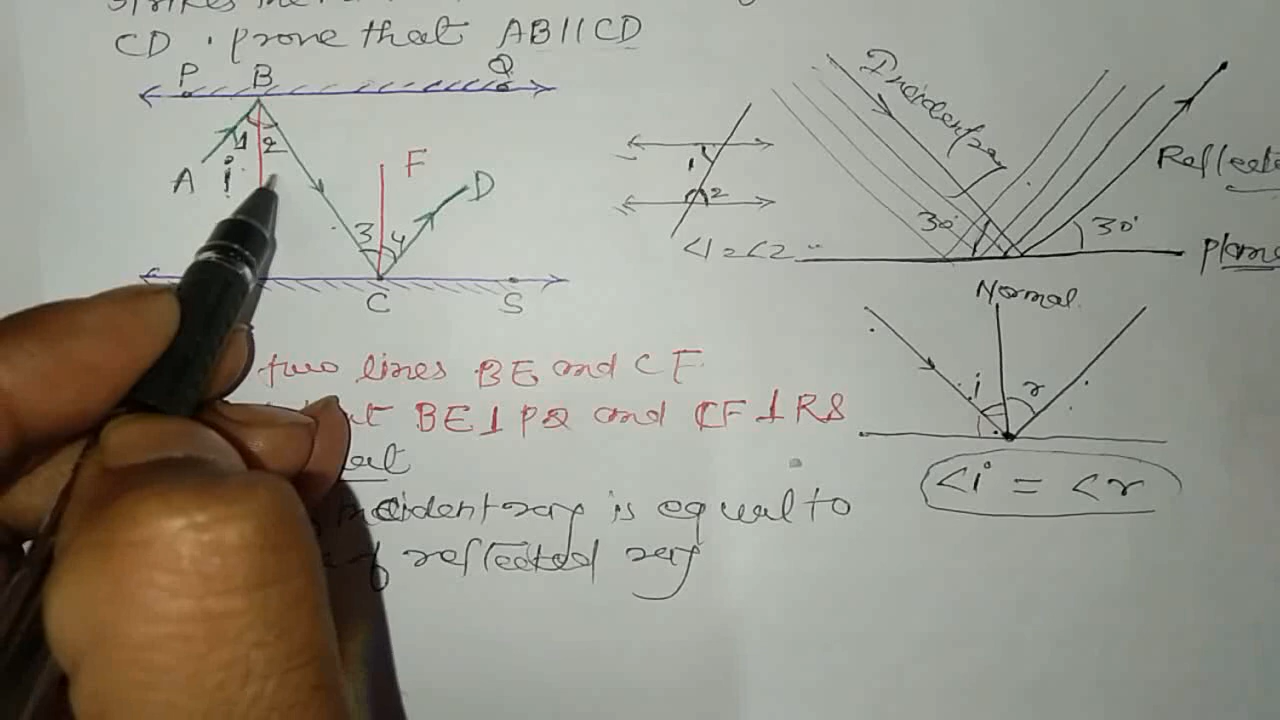 CD . prove that AB||CD
P B Q
A i 1 2
F
D
3 4
C S
two lines BE and CF
BE⊥PQ and CF⊥RS
incident ray is equal to
of reflected ray
1
2
<1=<2
Incident ray
30°
30°
plane
Normal
i r
<i = <r